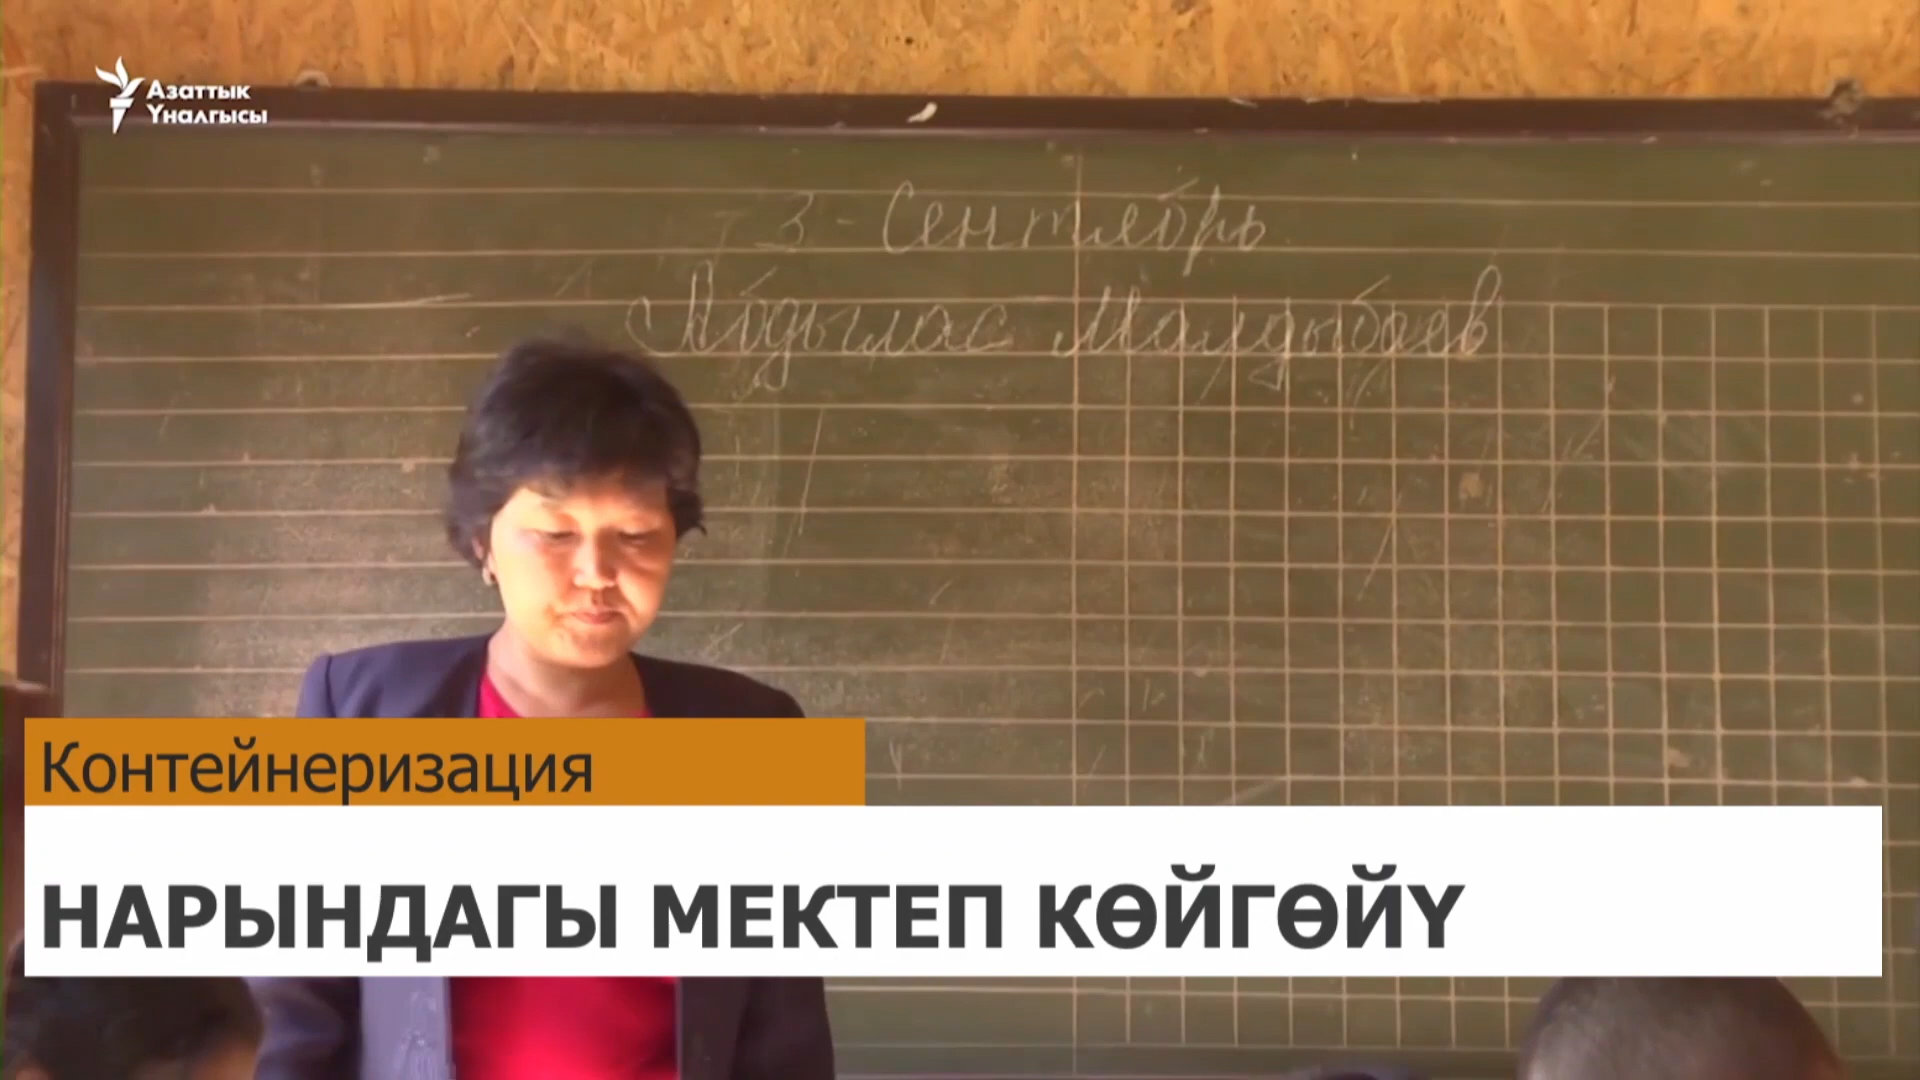 Азаттык
Үналгысы
3 - Сентябрь
Абдылас Малдыбаев
Контейнеризация
НАРЫНДАГЫ МЕКТЕП КӨЙГӨЙҮ